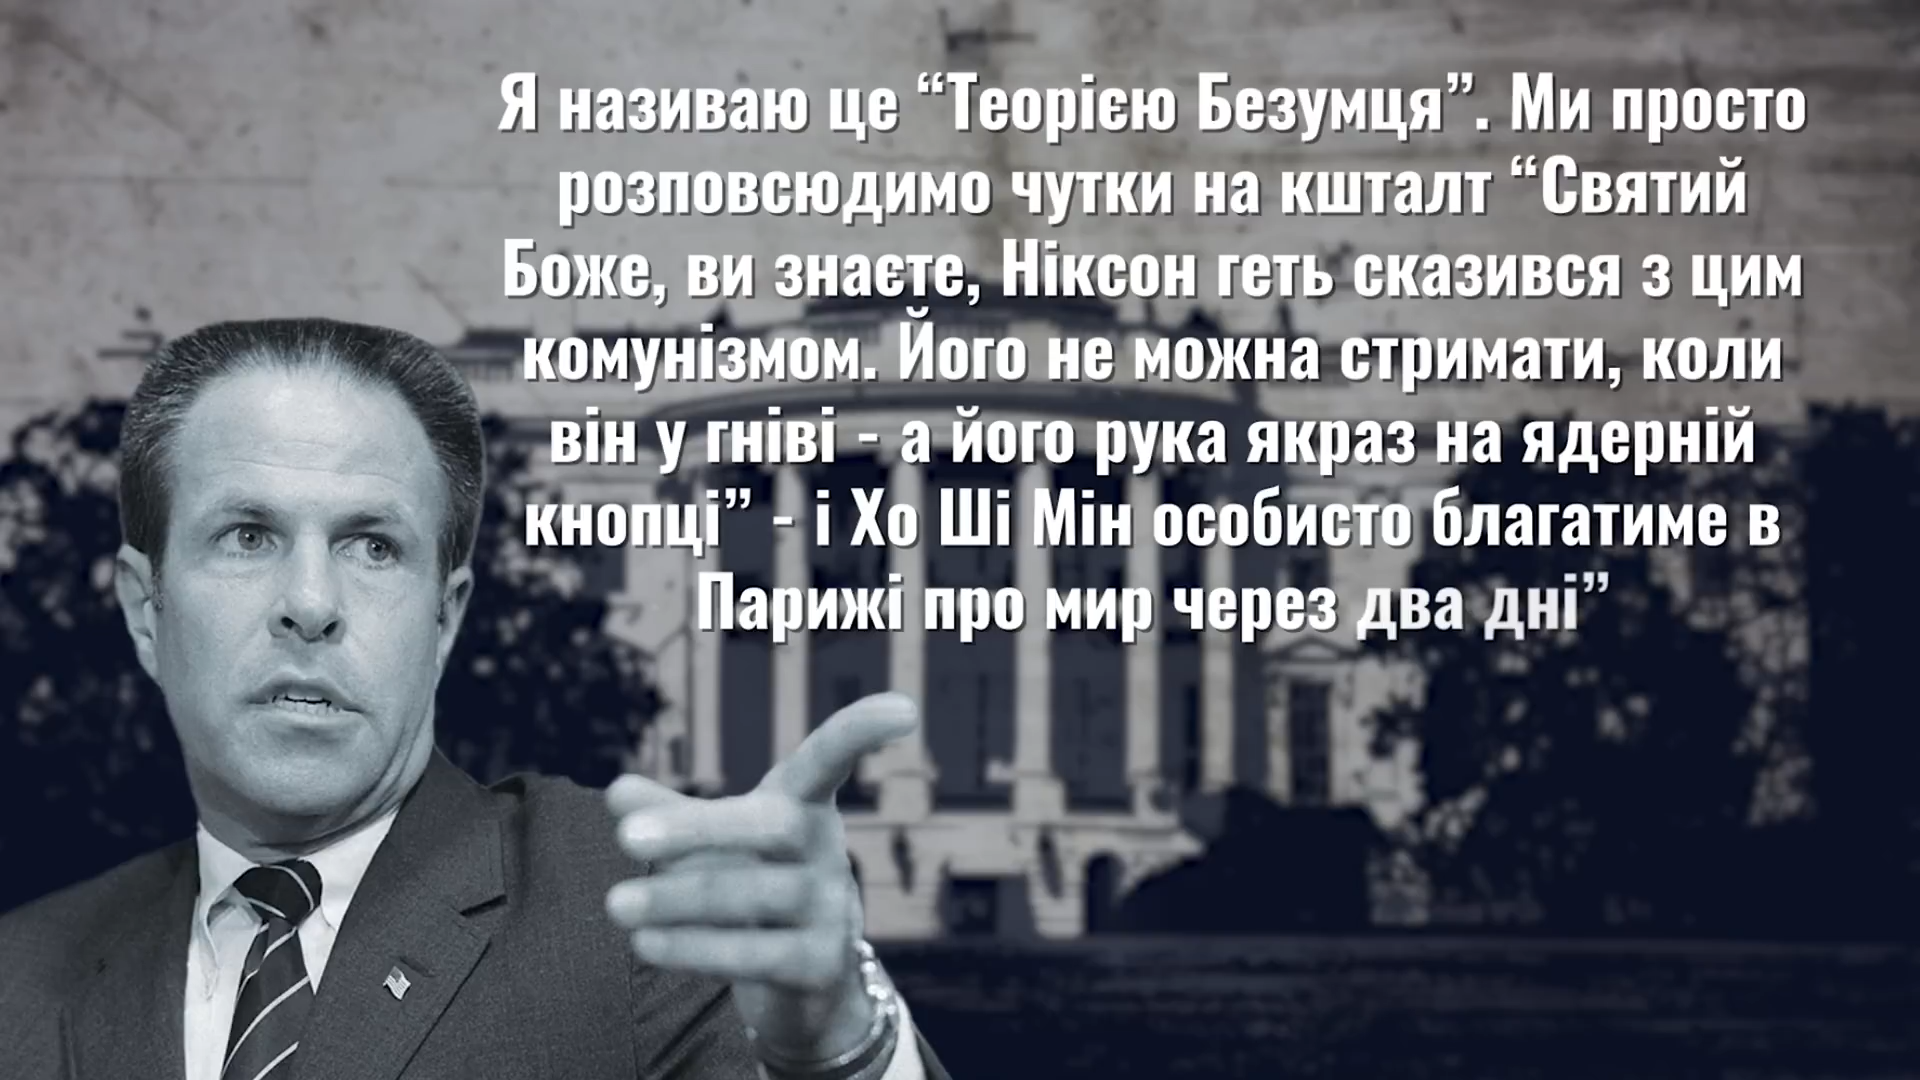 Я називаю це “Теорією Безумця”. Ми просто
розповсюдимо чутки на кшталт “Святий
Боже, ви знаєте, Ніксон геть сказився з цим
комунізмом. Його не можна стримати, коли
він у гніві - а його рука якраз на ядерній
кнопці” - і Хо Ші Мін особисто благатиме в
Парижі про мир через два дні”